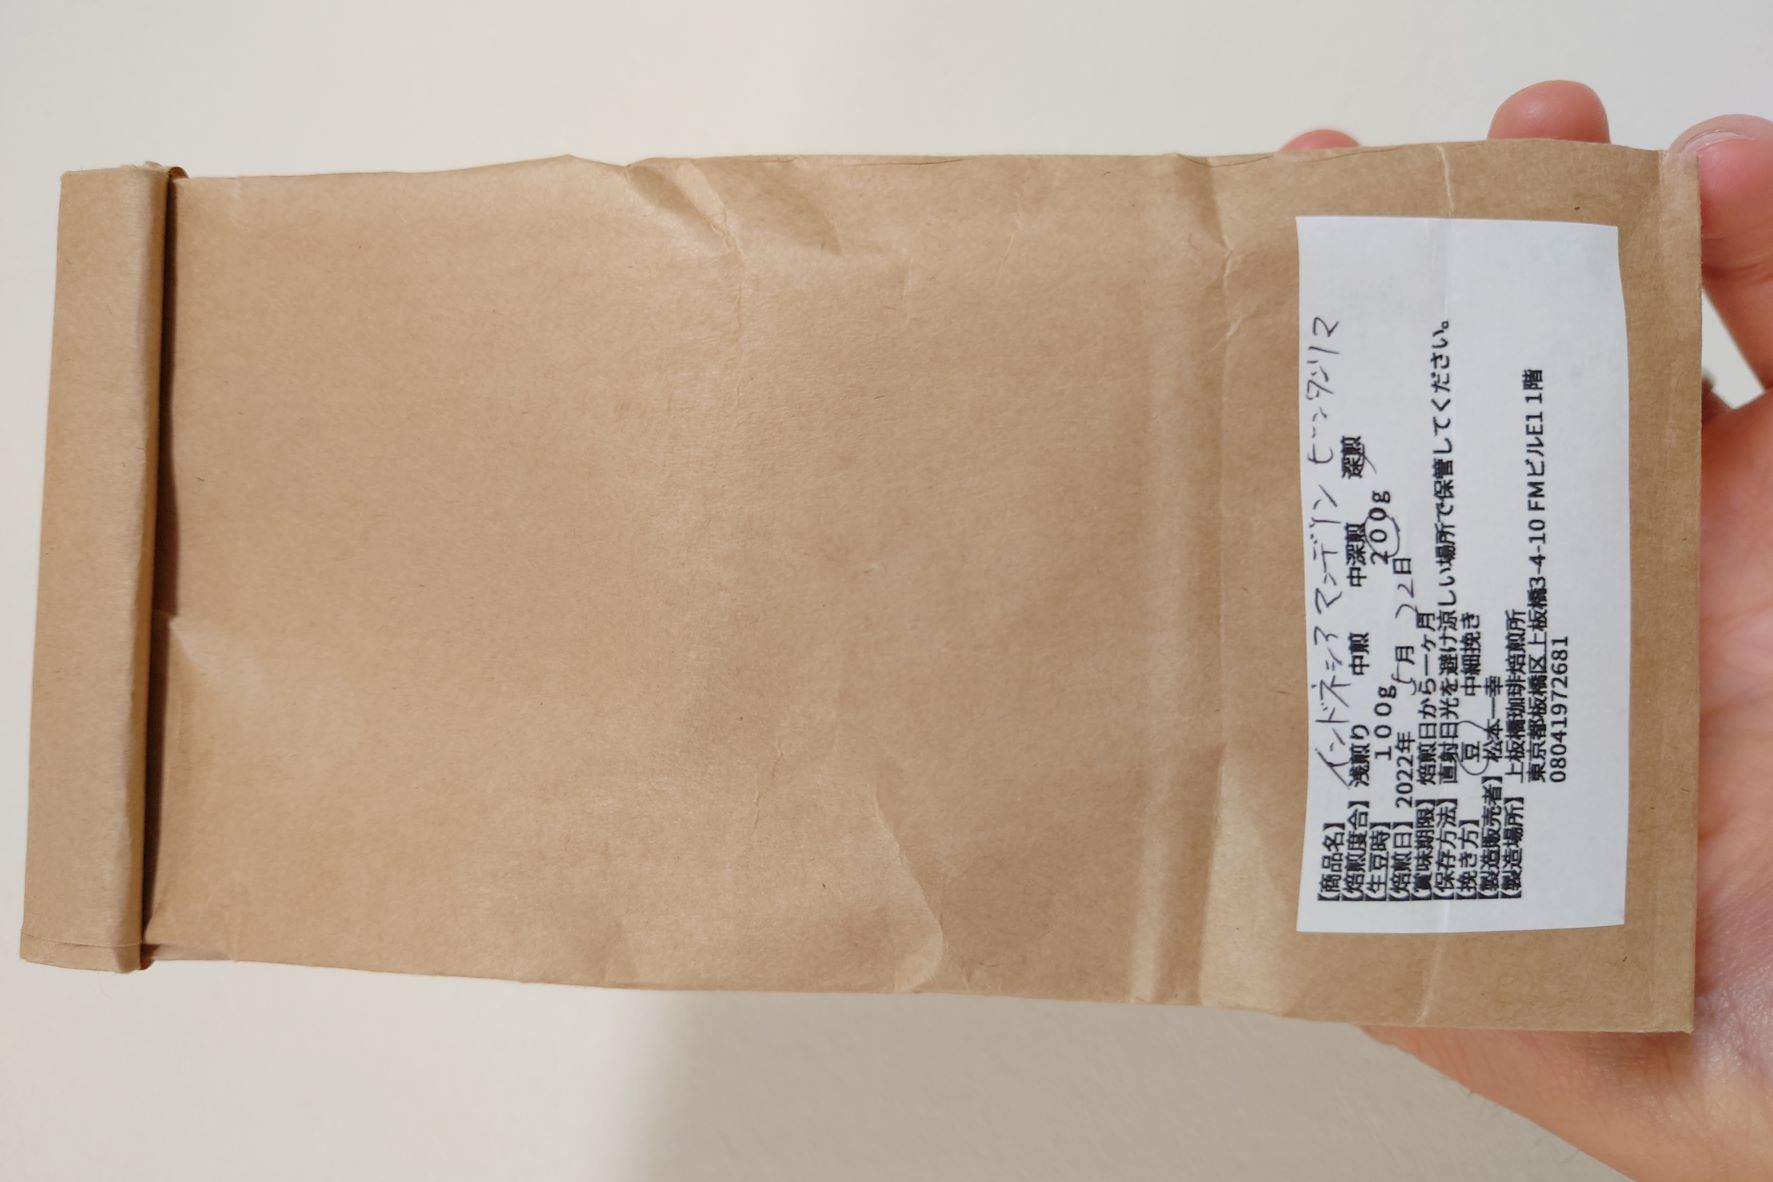 【商品名】インドネシア マンデリン ビンタンリマ
【焙煎度合】浅煎り 中煎 中深煎 深煎
【生豆時】 100g 200g
【焙煎日】2022年 5月 22日
【賞味期限】焙煎日から一ケ月
【保存方法】直射日光を避け涼しい場所で保管してください。
【挽き方】 豆 中細挽き
【製造販売者】松本一幸
【製造場所】上板橋珈琲焙煎所
東京都板橋区上板橋3-4-10 FMビルE1 1階
08041972681